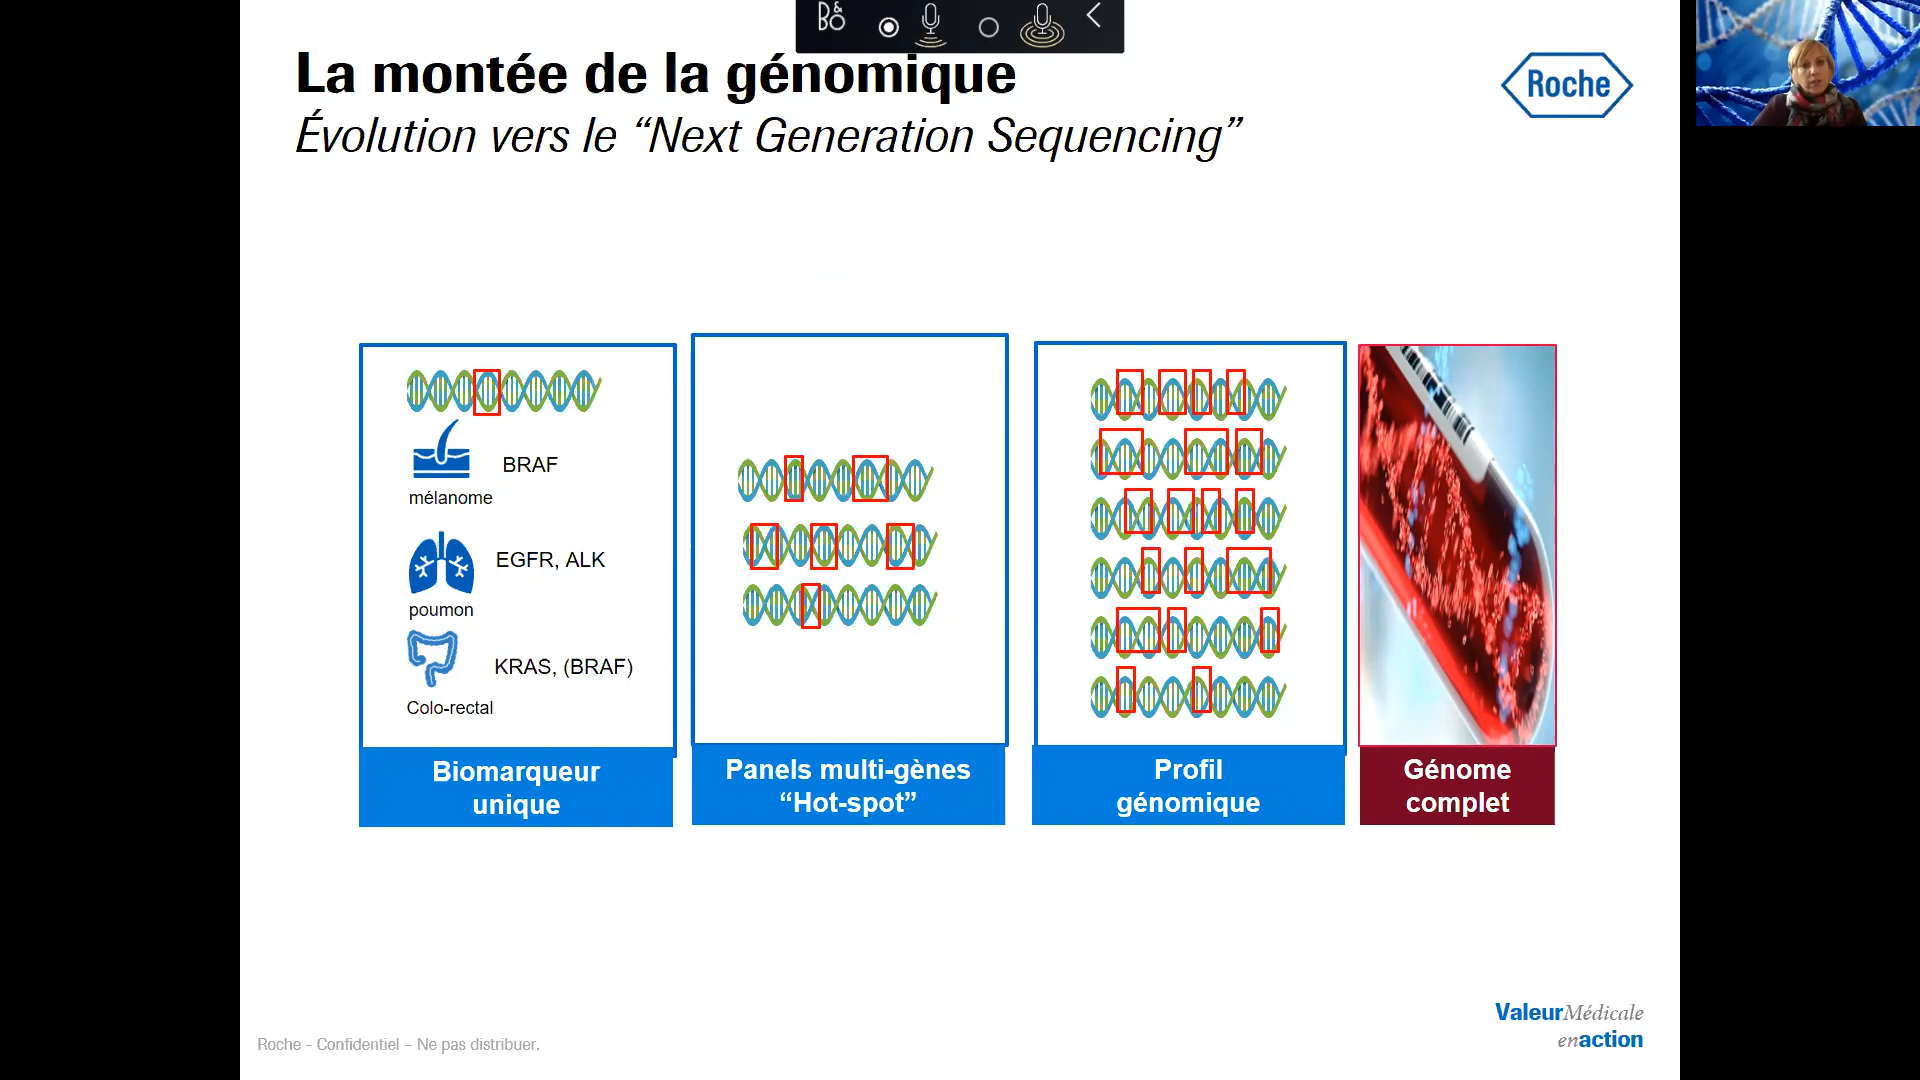 B&O
La montée de la génomique
Évolution vers le “Next Generation Sequencing”
Roche
BRAF
mélanome
EGFR, ALK
poumon
KRAS, (BRAF)
Colo-rectal
Biomarqueur
unique
Panels multi-gènes
“Hot-spot”
Profil
génomique
Génome
complet
Roche - Confidentiel – Ne pas distribuer.
ValeurMédicale
enaction